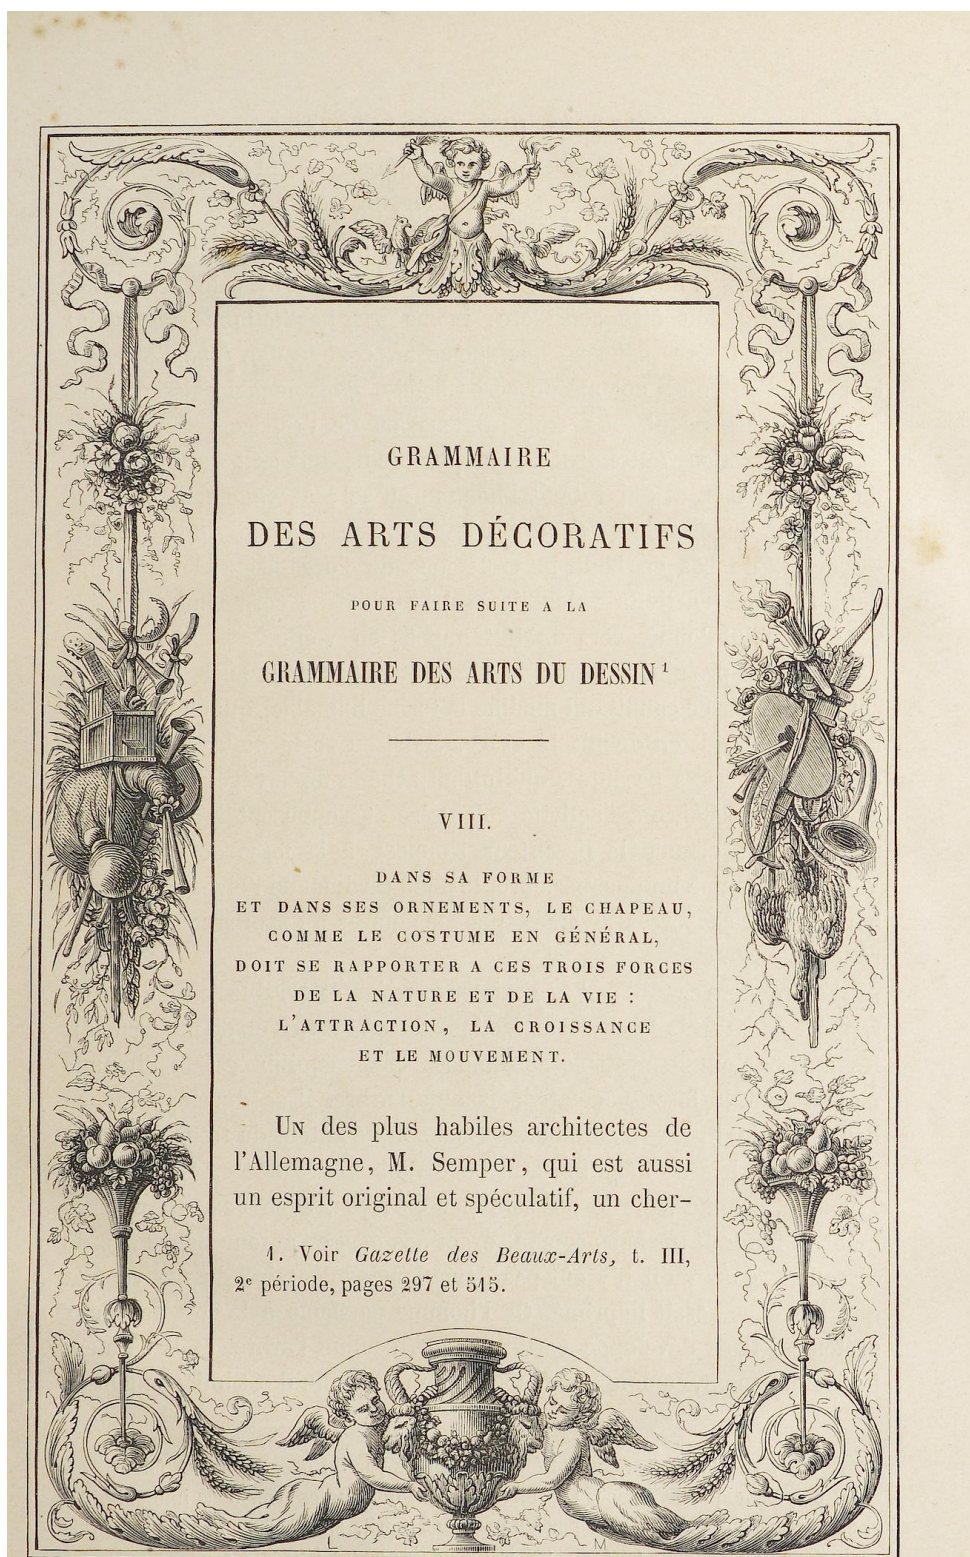 GRAMMAIRE
DES ARTS DÉCORATIFS
POUR FAIRE SUITE A LA
GRAMMAIRE DES ARTS DU DESSIN¹
VIII.
DANS SA FORME
ET DANS SES ORNEMENTS, LE CHAPEAU,
COMME LE COSTUME EN GÉNÉRAL,
DOIT SE RAPPORTER A CES TROIS FORCES
DE LA NATURE ET DE LA VIE :
L'ATTRACTION, LA CROISSANCE
ET LE MOUVEMENT.
UN des plus habiles architectes de
l'Allemagne, M. Semper, qui est aussi
un esprit original et spéculatif, un cher-
1. Voir Gazette des Beaux-Arts, t. III,
2e période, pages 297 et 515.
L M